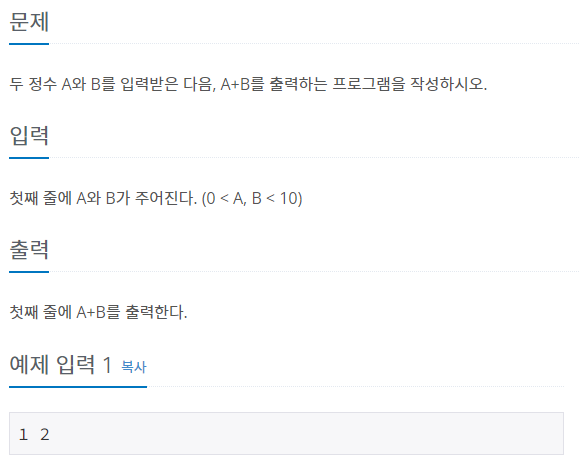 문제
두 정수 A와 B를 입력받은 다음, A+B를 출력하는 프로그램을 작성하시오.
입력
첫째 줄에 A와 B가 주어진다. (0 < A, B < 10)
출력
첫째 줄에 A+B를 출력한다.
예제 입력 1 복사
1 2